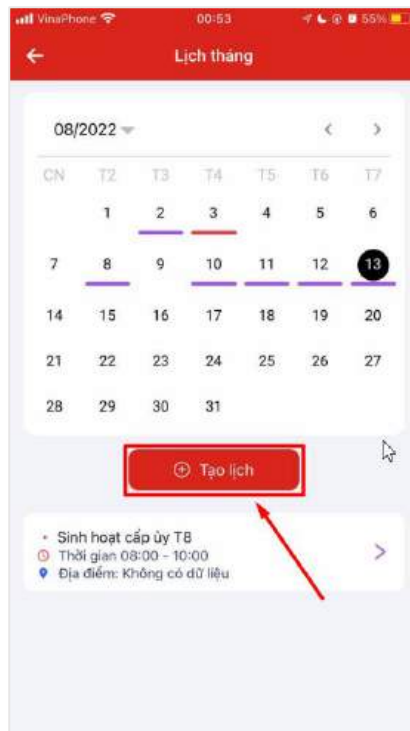 VinaPhone 00:53 55%
Lịch tháng
08/2022
CN T2 T3 T4 T5 T6 T7
1 2 3 4 5 6
7 8 9 10 11 12 13
14 15 16 17 18 19 20
21 22 23 24 25 26 27
28 29 30 31
Tạo lịch
Sinh hoạt cấp ủy T8
Thời gian 08:00 - 10:00
Địa điểm: Không có dữ liệu